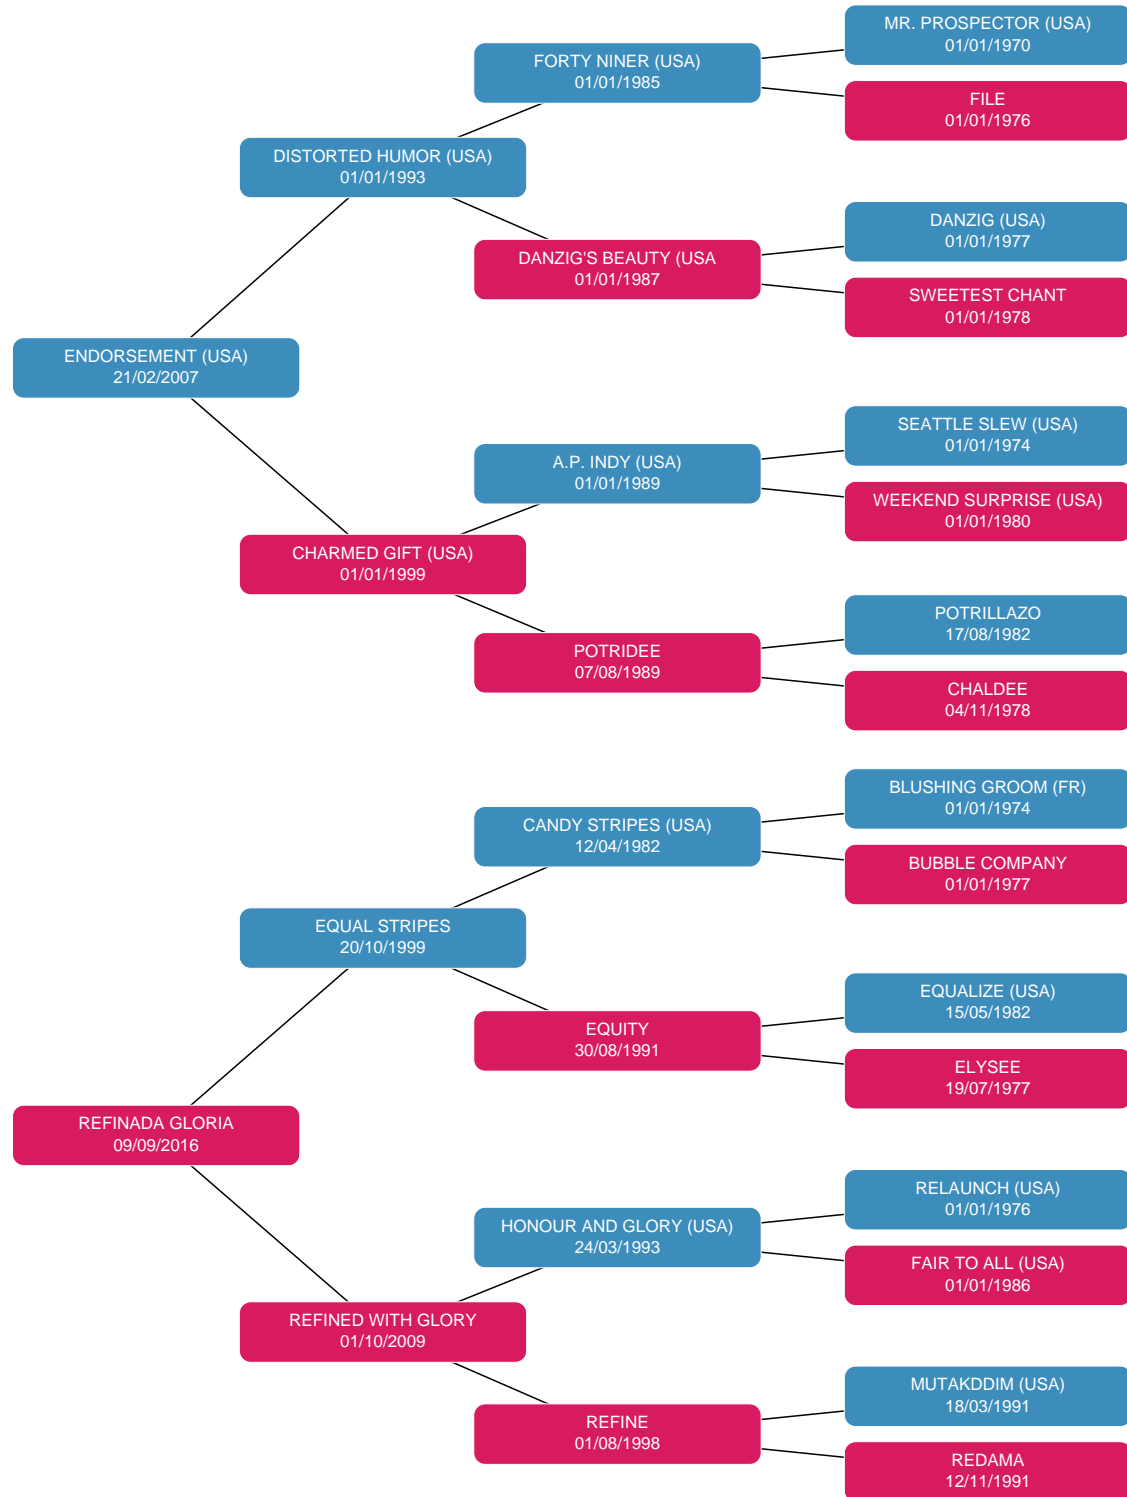 MR. PROSPECTOR (USA)
01/01/1970
FORTY NINER (USA)
01/01/1985
FILE
01/01/1976
DISTORTED HUMOR (USA)
01/01/1993
DANZIG (USA)
01/01/1977
DANZIG'S BEAUTY (USA
01/01/1987
SWEETEST CHANT
01/01/1978
ENDORSEMENT (USA)
21/02/2007
SEATTLE SLEW (USA)
01/01/1974
A.P. INDY (USA)
01/01/1989
WEEKEND SURPRISE (USA)
01/01/1980
CHARMED GIFT (USA)
01/01/1999
POTRILLAZO
17/08/1982
POTRIDEE
07/08/1989
CHALDEE
04/11/1978
BLUSHING GROOM (FR)
01/01/1974
CANDY STRIPES (USA)
12/04/1982
BUBBLE COMPANY
01/01/1977
EQUAL STRIPES
20/10/1999
EQUALIZE (USA)
15/05/1982
EQUITY
30/08/1991
ELYSEE
19/07/1977
REFINADA GLORIA
09/09/2016
RELAUNCH (USA)
01/01/1976
HONOUR AND GLORY (USA)
24/03/1993
FAIR TO ALL (USA)
01/01/1986
REFINED WITH GLORY
01/10/2009
MUTAKDDIM (USA)
18/03/1991
REFINE
01/08/1998
REDAMA
12/11/1991